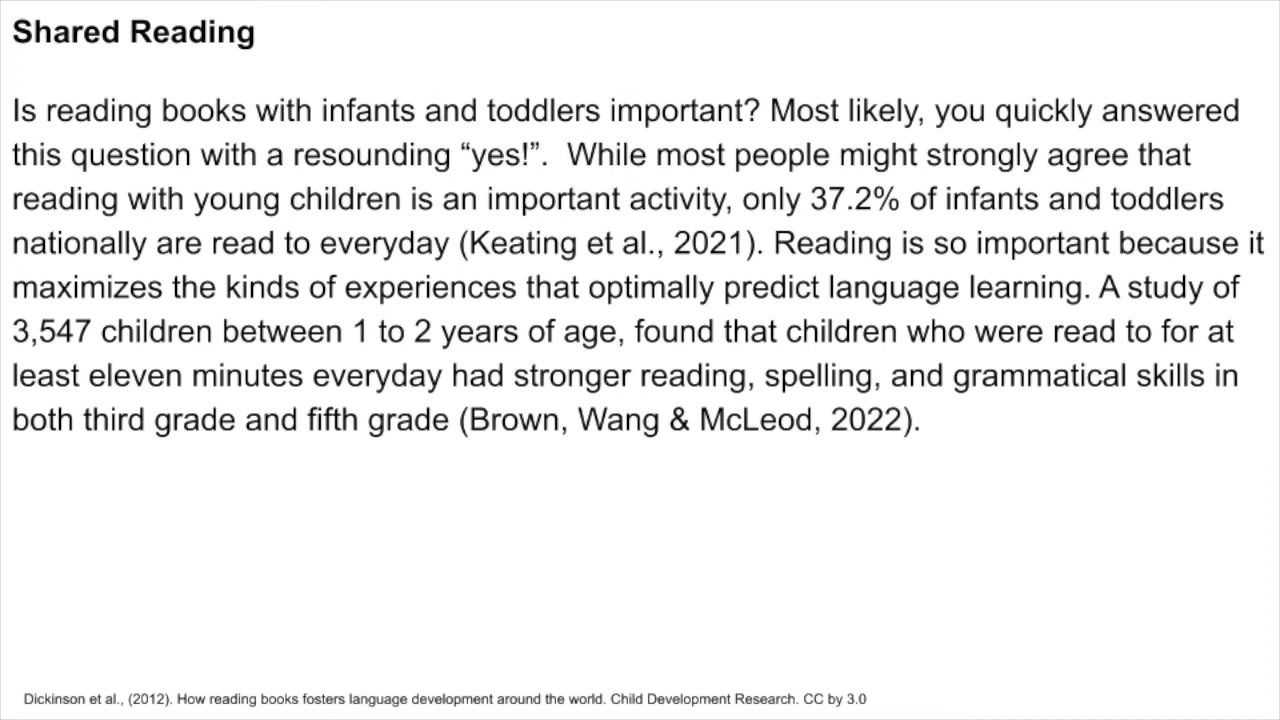 Shared Reading
Is reading books with infants and toddlers important? Most likely, you quickly answered
this question with a resounding “yes!”.  While most people might strongly agree that
reading with young children is an important activity, only 37.2% of infants and toddlers
nationally are read to everyday (Keating et al., 2021). Reading is so important because it
maximizes the kinds of experiences that optimally predict language learning. A study of
3,547 children between 1 to 2 years of age, found that children who were read to for at
least eleven minutes everyday had stronger reading, spelling, and grammatical skills in
both third grade and fifth grade (Brown, Wang & McLeod, 2022).
Dickinson et al., (2012). How reading books fosters language development around the world. Child Development Research. CC by 3.0